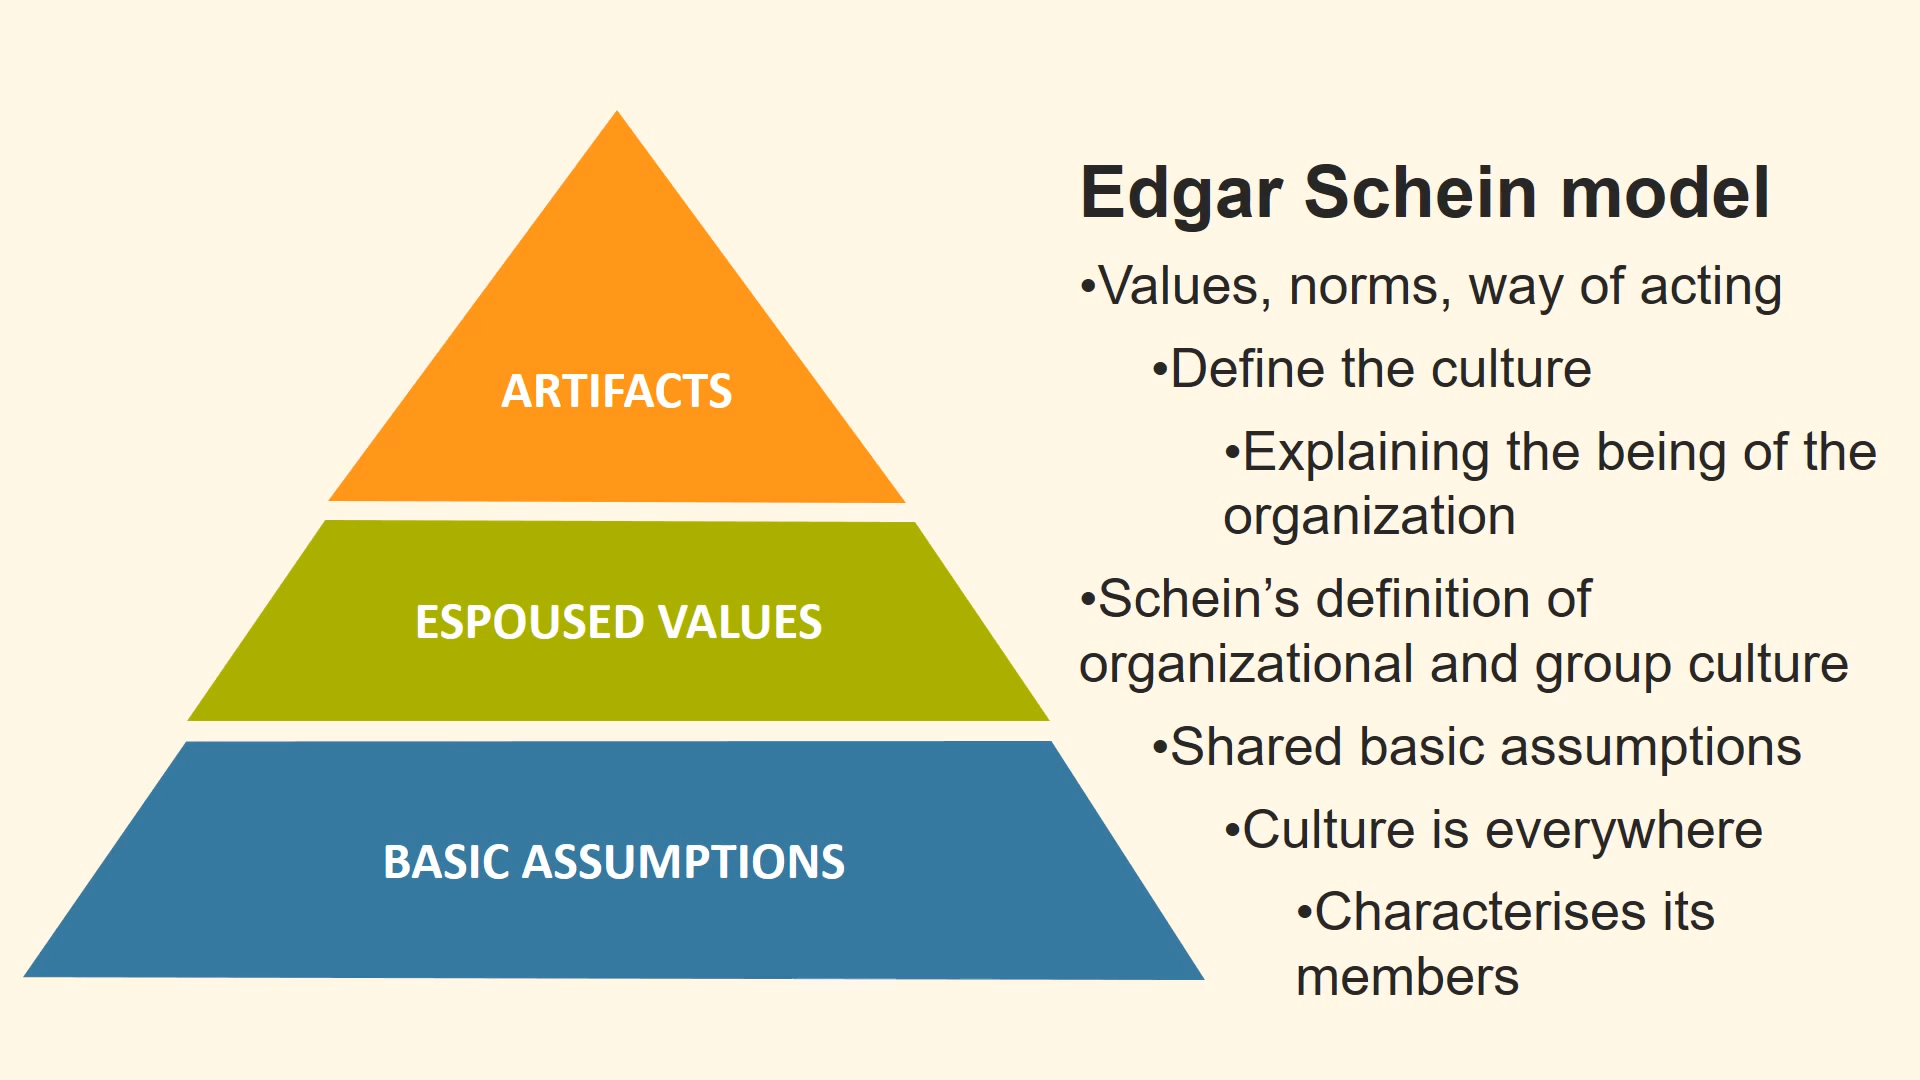 ARTIFACTS
ESPOUSED VALUES
BASIC ASSUMPTIONS
Edgar Schein model
•Values, norms, way of acting
•Define the culture
•Explaining the being of the
organization
•Schein’s definition of
organizational and group culture
•Shared basic assumptions
•Culture is everywhere
•Characterises its
members